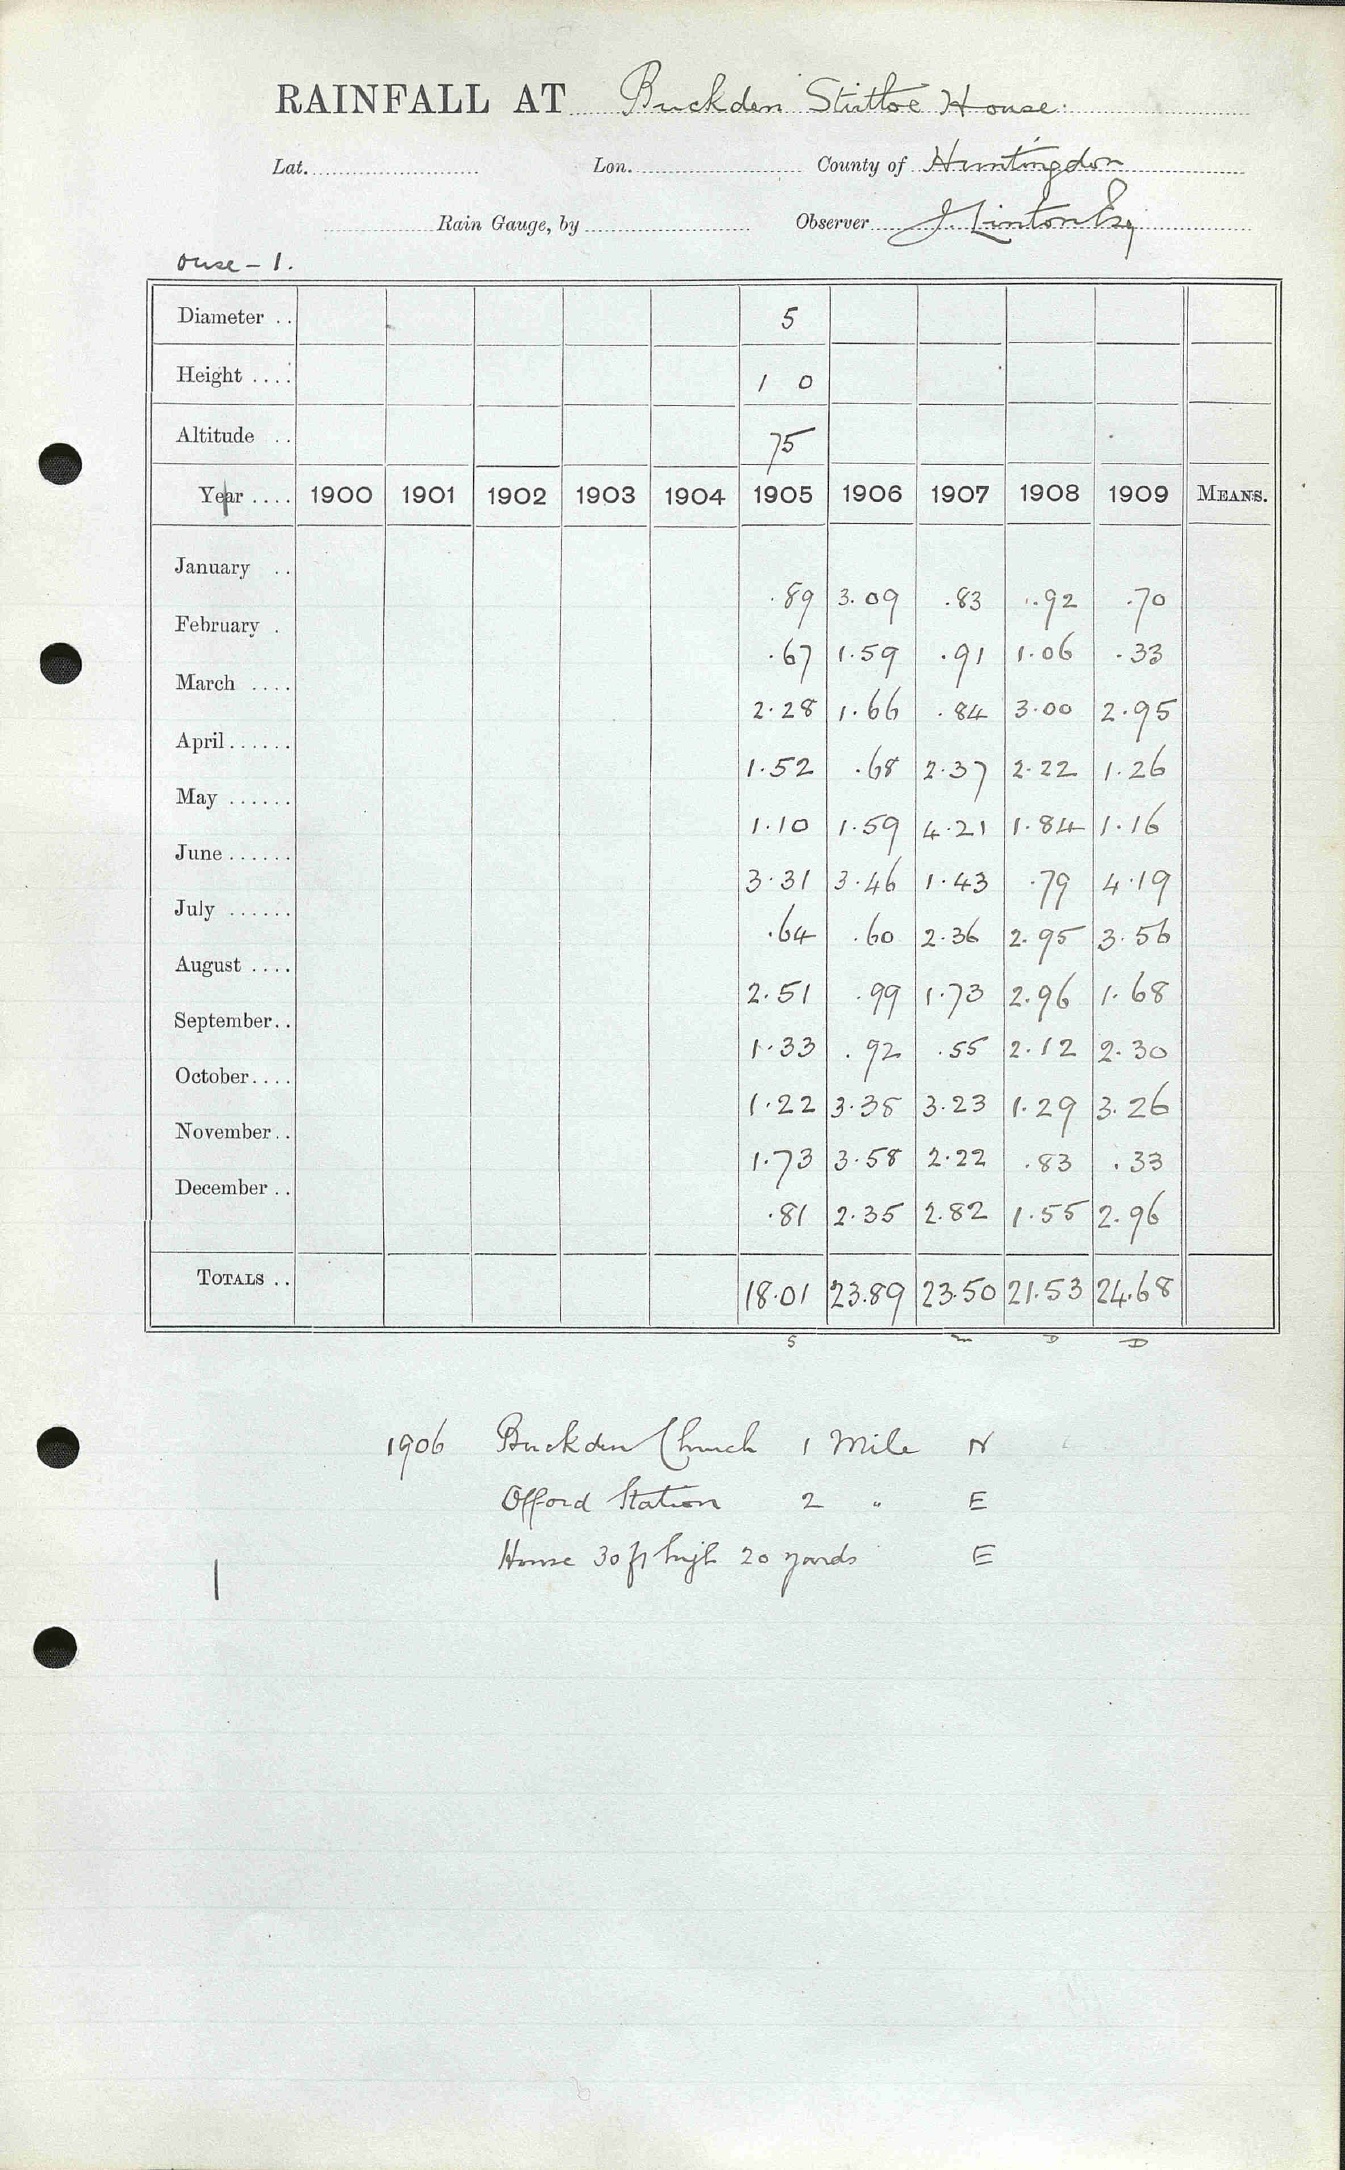 RAINFALL AT Buckden Stirtloe House.
Lat. Lon. County of Huntingdon
Rain Gauge, by Observer J. Linton Esq
Ouse - 1.
Diameter .. 5
Height .... 1 0
Altitude .. 75
Year .... 1900 1901 1902 1903 1904 1905 1906 1907 1908 1909 MEANS.
January .. .89 3.09 .83 .92 .70
February . .67 1.59 .91 1.06 .33
March .... 2.28 1.66 .84 3.00 2.95
April...... 1.52 .68 2.37 2.22 1.26
May ...... 1.10 1.59 4.21 1.84 1.16
June...... 3.31 3.46 1.43 .79 4.19
July ...... .64 .60 2.36 2.95 3.56
August .... 2.51 .99 1.73 2.96 1.68
September.. 1.33 .92 .55 2.12 2.30
October.... 1.22 3.38 3.23 1.29 3.26
November.. 1.73 3.58 2.22 .83 .33
December .. .81 2.35 2.82 1.55 2.96
TOTALS .. 18.01 23.89 23.50 21.53 24.68
S m D D
1906 Buckden Church 1 Mile N
Offord Station 2 " E
House 30 ft high 20 yards E